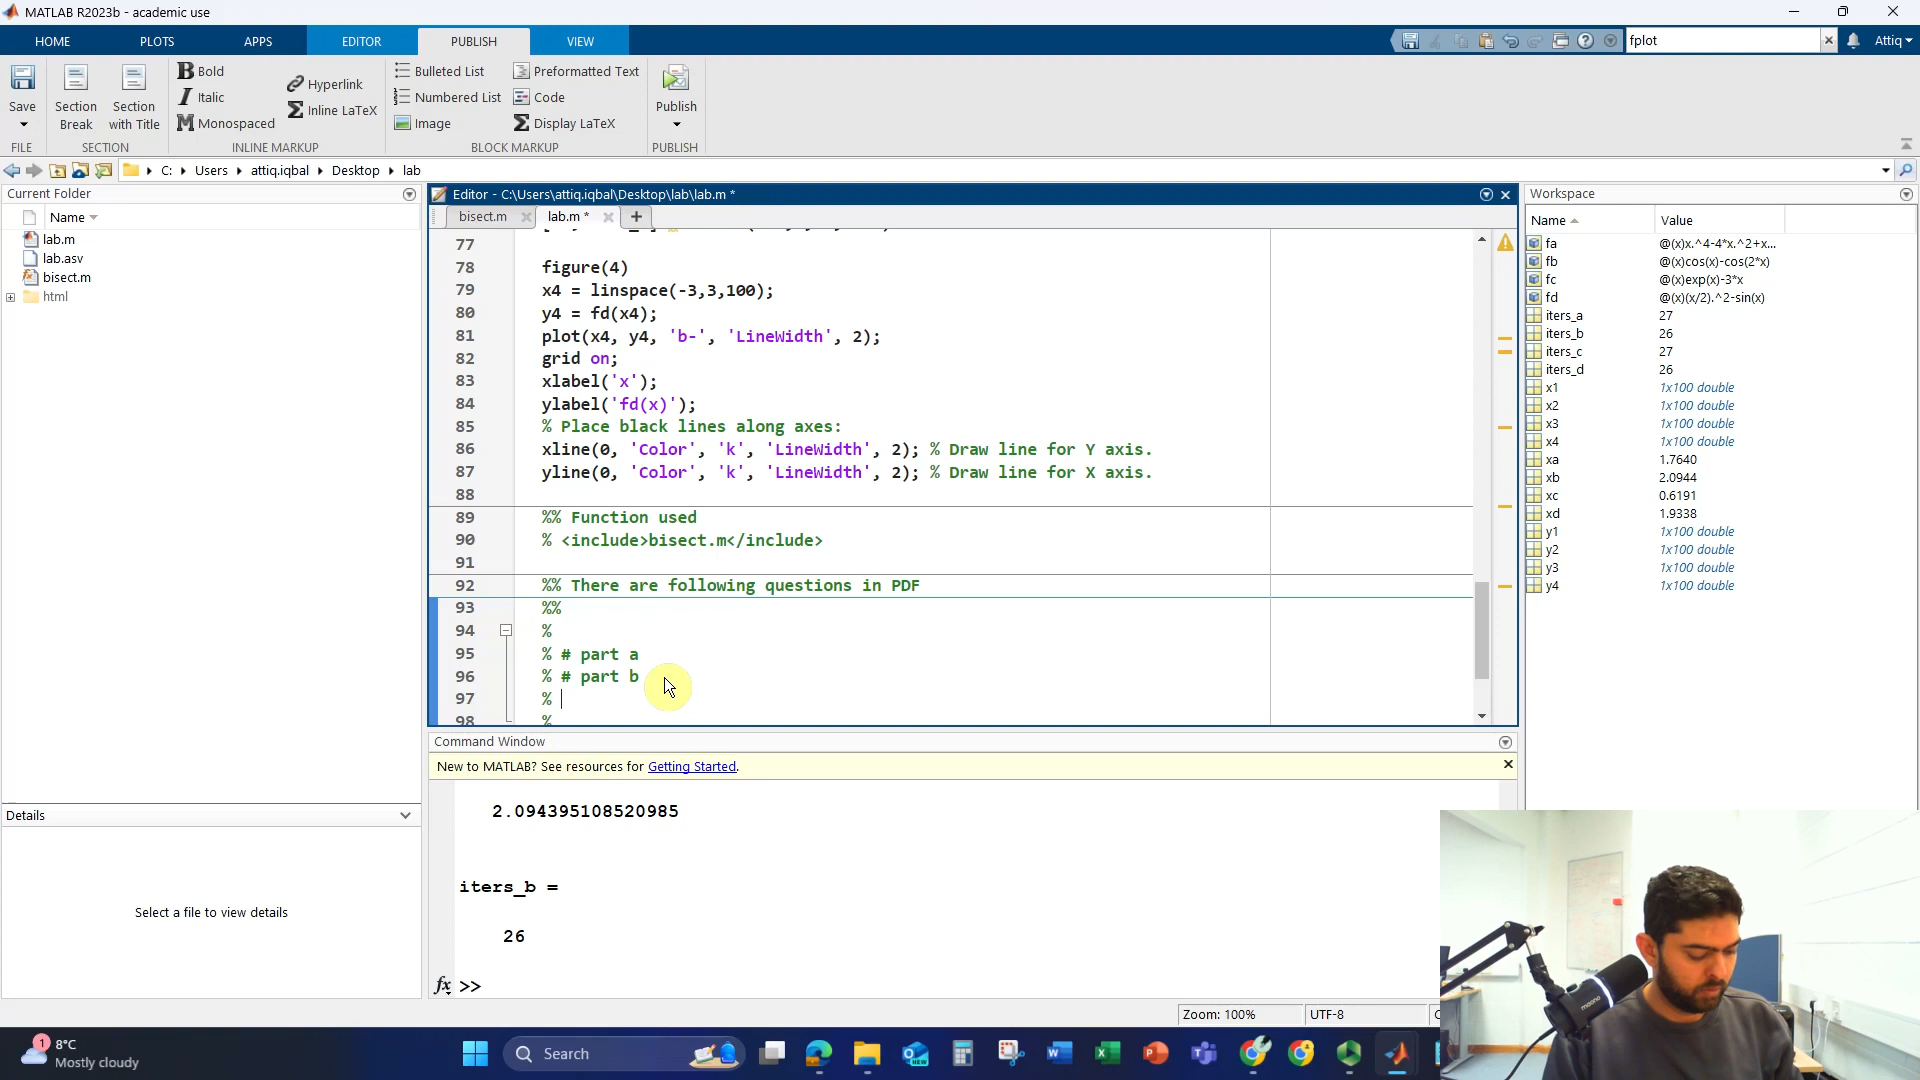 MATLAB R2023b - academic use
HOME PLOTS APPS EDITOR PUBLISH VIEW
fplot
Attiq
Save
Section Break
Section with Title
Bold
Italic
Monospaced
Hyperlink
Inline LaTeX
Bulleted List
Numbered List
Image
Preformatted Text
Code
Display LaTeX
Publish
FILE SECTION INLINE MARKUP BLOCK MARKUP PUBLISH
C: Users attiq.iqbal Desktop lab
Current Folder
Name
lab.m
lab.asv
bisect.m
html
Details
Select a file to view details
Editor - C:\Users\attiq.iqbal\Desktop\lab\lab.m *
bisect.m lab.m * +
77
78 figure(4)
79 x4 = linspace(-3,3,100);
80 y4 = fd(x4);
81 plot(x4, y4, 'b-', 'LineWidth', 2);
82 grid on;
83 xlabel('x');
84 ylabel('fd(x)');
85 % Place black lines along axes:
86 xline(0, 'Color', 'k', 'LineWidth', 2); % Draw line for Y axis.
87 yline(0, 'Color', 'k', 'LineWidth', 2); % Draw line for X axis.
88
89 %% Function used
90 % <include>bisect.m</include>
91
92 %% There are following questions in PDF
93 %%
94 %
95 % # part a
96 % # part b
97 %
98 %
Command Window
New to MATLAB? See resources for Getting Started.
2.094395108520985
iters_b =
26
fx >>
Workspace
Name Value
fa @(x)x.^4-4*x.^2+x...
fb @(x)cos(x)-cos(2*x)
fc @(x)exp(x)-3*x
fd @(x)(x/2).^2-sin(x)
iters_a 27
iters_b 26
iters_c 27
iters_d 26
x1 1x100 double
x2 1x100 double
x3 1x100 double
x4 1x100 double
xa 1.7640
xb 2.0944
xc 0.6191
xd 1.9338
y1 1x100 double
y2 1x100 double
y3 1x100 double
y4 1x100 double
Zoom: 100% UTF-8
1
8°C
Mostly cloudy
Search